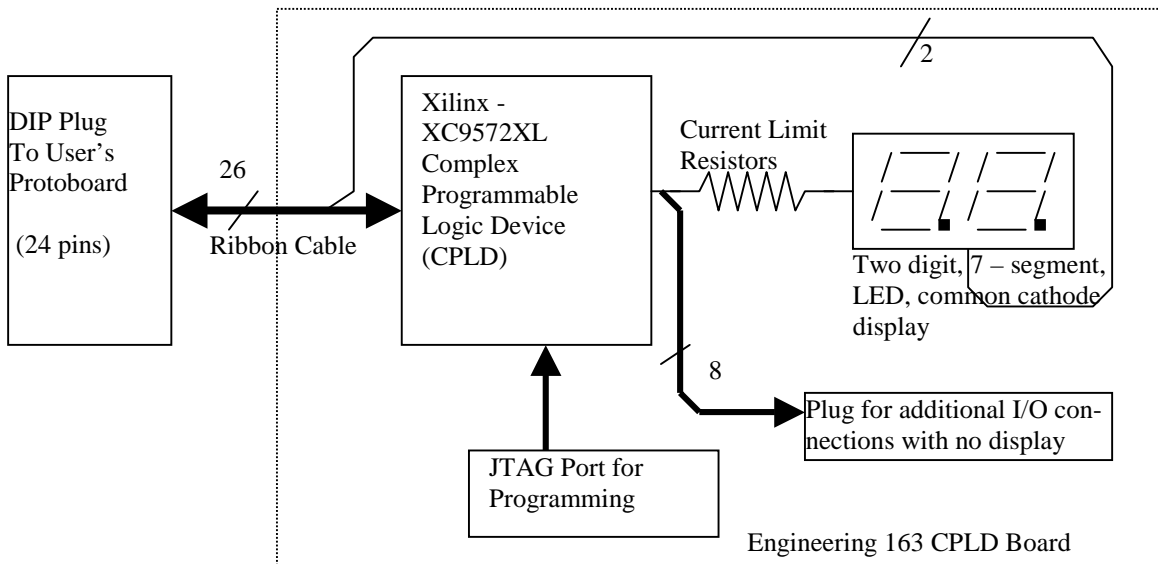 2
DIP Plug
To User's
Protoboard
(24 pins)
26
Ribbon Cable
Xilinx -
XC9572XL
Complex
Programmable
Logic Device
(CPLD)
Current Limit
Resistors
Two digit, 7 – segment,
LED, common cathode
display
8
Plug for additional I/O con-
nections with no display
JTAG Port for
Programming
Engineering 163 CPLD Board